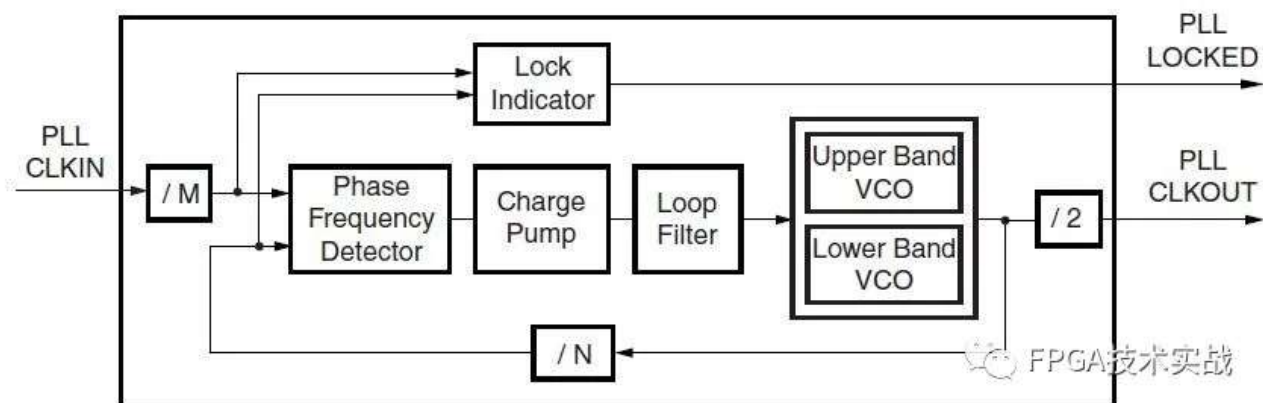 PLL
LOCKED
Lock
Indicator
PLL
CLKIN
/ M
Phase
Frequency
Detector
Charge
Pump
Loop
Filter
Upper Band
VCO
Lower Band
VCO
/ 2
PLL
CLKOUT
/ N
FPGA技术实战